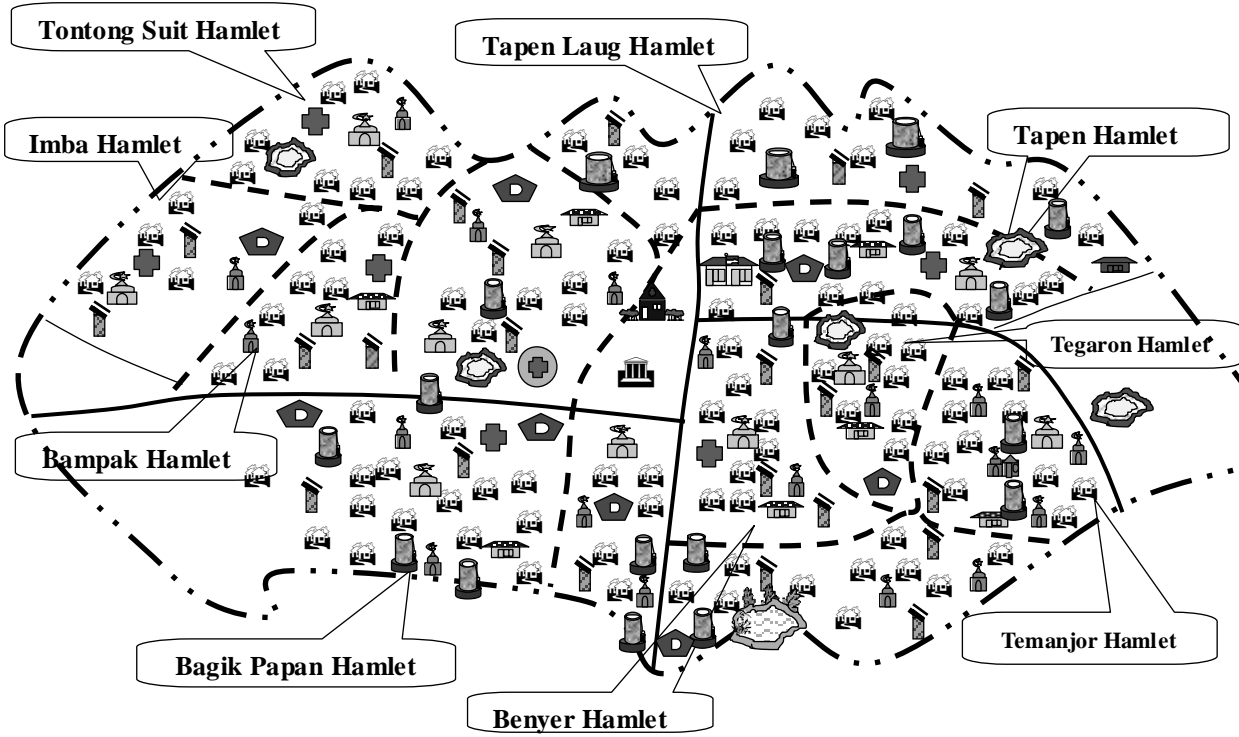 Tontong Suit Hamlet
Tapen Laug Hamlet
Imba Hamlet
Tapen Hamlet
D
D
D
Tegaron Hamlet
D
D
Bampak Hamlet
D
D
Temanjor Hamlet
D
Bagik Papan Hamlet
Benyer Hamlet